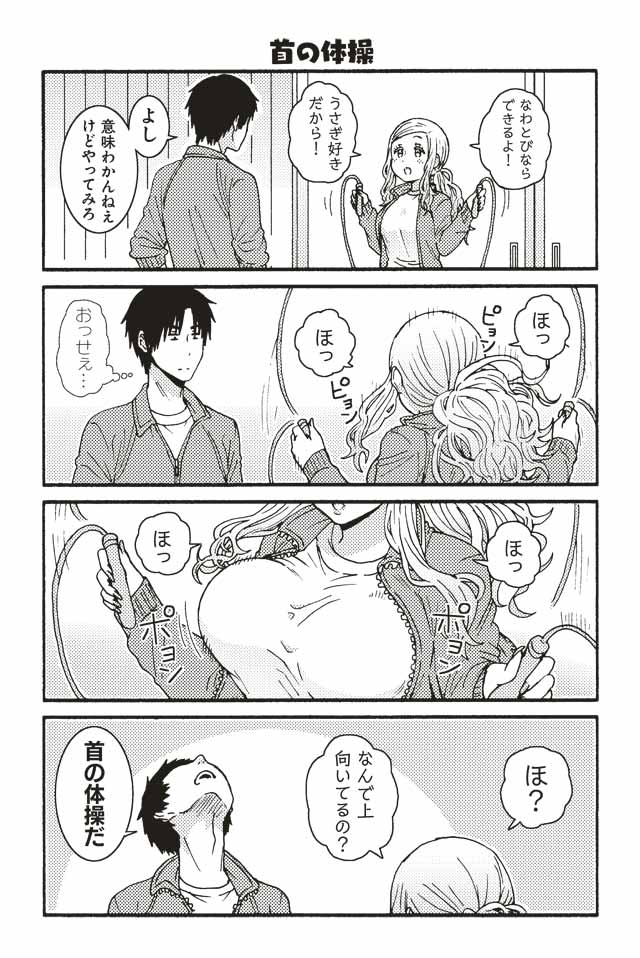 首の体操
なわとびなら
できるよ！
うさぎ好き
だから！
よし
意味わかんねえ
けどやってみろ
ピョン
ほっ
ほっ
ピョン
おっせえ…
ほっ
ポヨン
ほっ
ポヨン
ほ？
なんで上
向いてるの？
首の体操だ